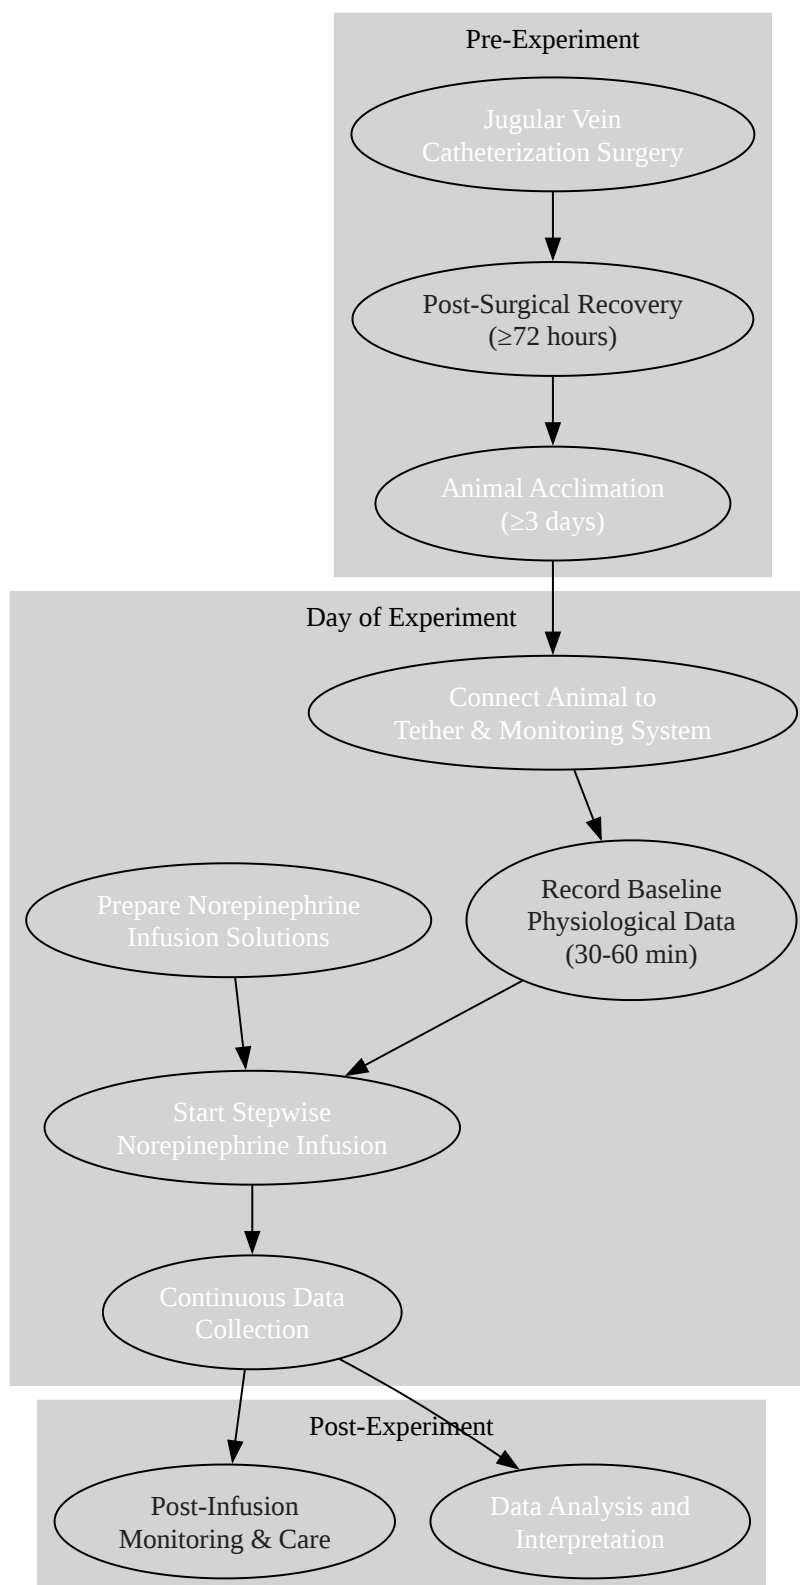 Pre-Experiment
Jugular Vein
Catheterization Surgery
Post-Surgical Recovery
(≥72 hours)
Animal Acclimation
(≥3 days)
Day of Experiment
Connect Animal to
Tether & Monitoring System
Record Baseline
Physiological Data
(30-60 min)
Prepare Norepinephrine
Infusion Solutions
Start Stepwise
Norepinephrine Infusion
Continuous Data
Collection
Post-Experiment
Post-Infusion
Monitoring & Care
Data Analysis and
Interpretation